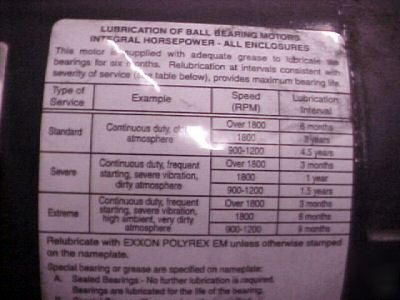 LUBRICATION OF BALL BEARING MOTORS
INTEGRAL HORSEPOWER - ALL ENCLOSURES
This motor is supplied with adequate grease to lubricate the
bearings for six months. Relubrication at intervals consistent with
severity of service (see table below), provides maximum bearing life.
Type of Service Example Speed (RPM) Lubrication Interval
Standard Continuous duty, atmosphere
Over 1800 6 months
1800 3 years
900-1200 4.5 years
Severe Continuous duty, frequent starting, severe vibration, dirty atmosphere
Over 1800 3 months
1800 1 year
900-1200 1.5 years
Extreme Continuous duty, frequent starting, severe vibration, high ambient, very dirty atmosphere
Over 1800 3 months
1800 6 months
900-1200 9 months
Relubricate with EXXON POLYREX EM unless otherwise stamped
on the nameplate.
Special bearing or grease are specified on nameplate:
A. Sealed Bearings - No further lubrication is required.
Bearings are lubricated for the life of the bearing.